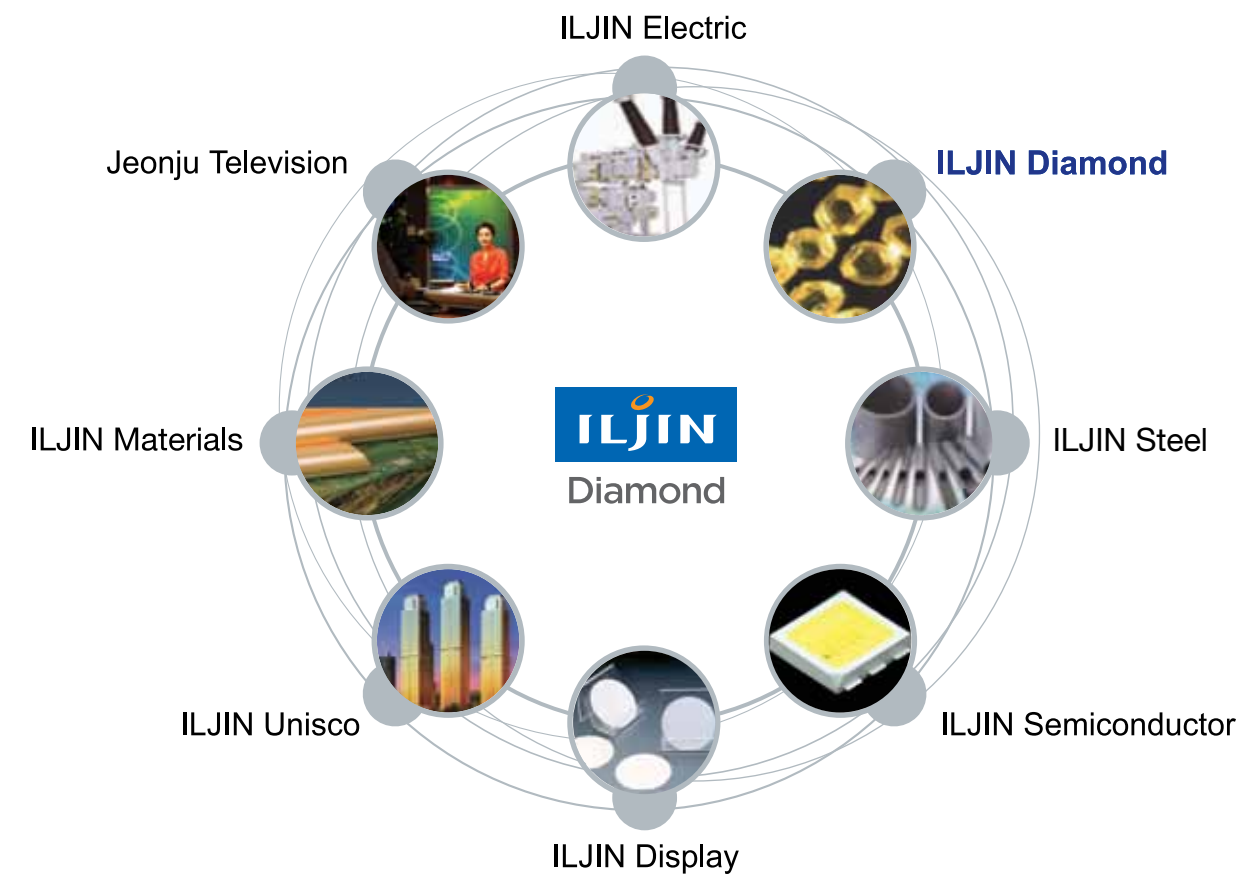 ILJIN Electric
Jeonju Television
ILJIN Diamond
ILJIN Materials
ILJIN
Diamond
ILJIN Steel
ILJIN Unisco
ILJIN Semiconductor
ILJIN Display